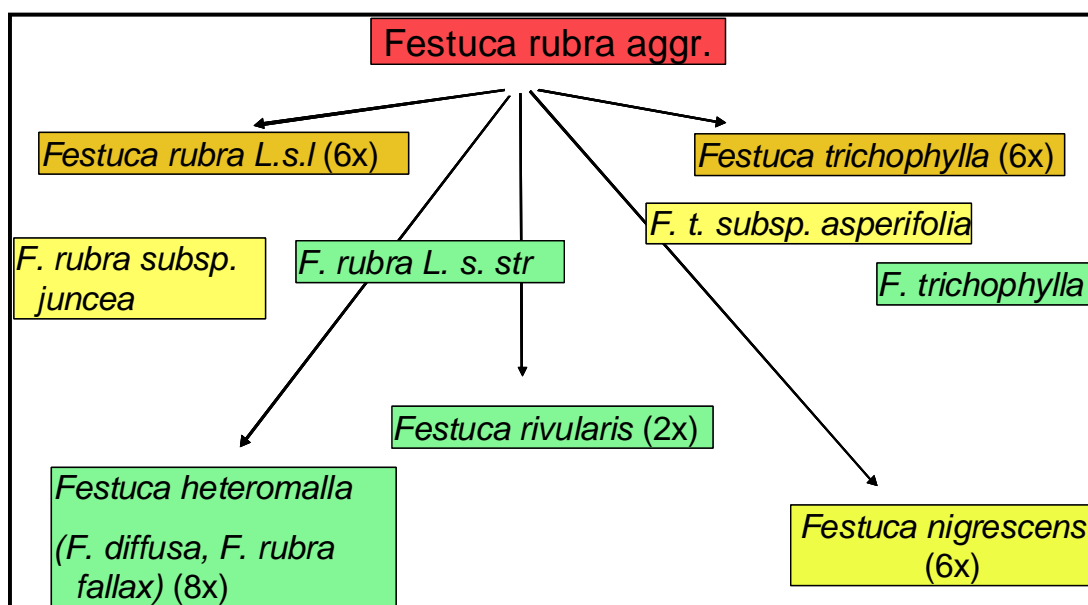 Festuca rubra aggr.
Festuca rubra L.s.l (6x)
Festuca trichophylla (6x)
F. t. subsp. asperifolia
F. rubra subsp.
juncea
F. rubra L. s. str
F. trichophylla
Festuca rivularis (2x)
Festuca heteromalla
(F. diffusa, F. rubra
fallax) (8x)
Festuca nigrescens
(6x)